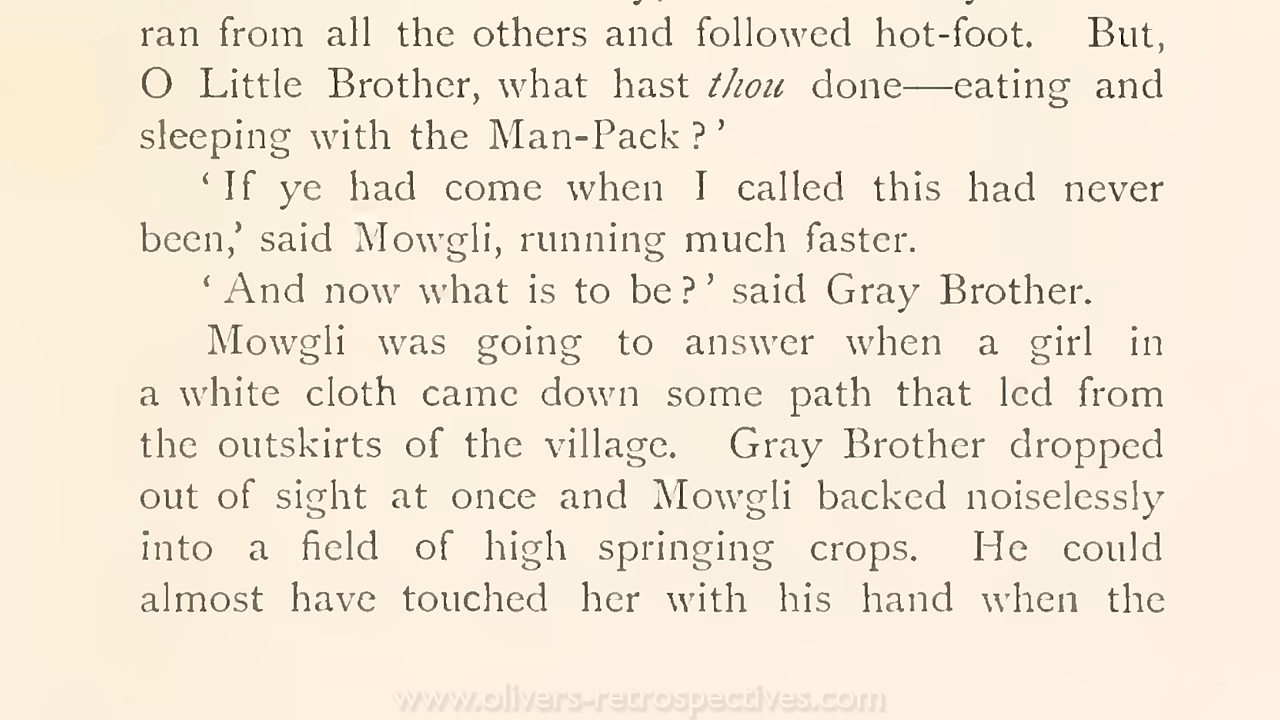 ran from all the others and followed hot-foot. But,
O Little Brother, what hast thou done—eating and
sleeping with the Man-Pack?’
‘If ye had come when I called this had never
been,’ said Mowgli, running much faster.
‘And now what is to be?’ said Gray Brother.
Mowgli was going to answer when a girl in
a white cloth came down some path that led from
the outskirts of the village. Gray Brother dropped
out of sight at once and Mowgli backed noiselessly
into a field of high springing crops. He could
almost have touched her with his hand when the
www.olivers-retrospectives.com